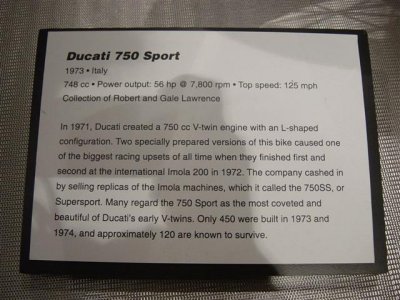 Ducati 750 Sport
1973 • Italy
748 cc • Power output: 56 hp @ 7,800 rpm • Top speed: 125 mph
Collection of Robert and Gale Lawrence
In 1971, Ducati created a 750 cc V-twin engine with an L-shaped
configuration. Two specially prepared versions of this bike caused one
of the biggest racing upsets of all time when they finished first and
second at the international Imola 200 in 1972. The company cashed in
by selling replicas of the Imola machines, which it called the 750SS, or
Supersport. Many regard the 750 Sport as the most coveted and
beautiful of Ducati's early V-twins. Only 450 were built in 1973 and
1974, and approximately 120 are known to survive.